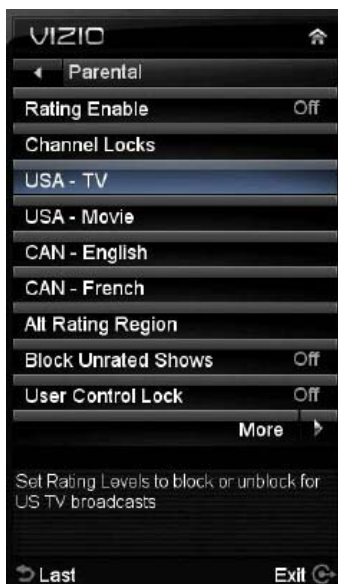 VIZIO
Parental
Rating Enable Off
Channel Locks
USA - TV
USA - Movie
CAN - English
CAN - French
Alt Rating Region
Block Unrated Shows Off
User Control Lock Off
More
Set Rating Levels to block or unblock for
US TV broadcasts
Last Exit